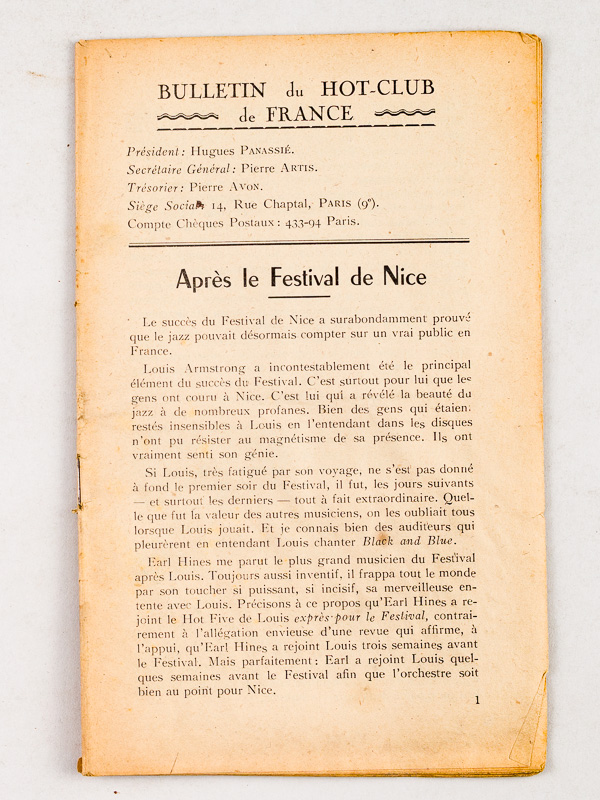 BULLETIN du HOT-CLUB
de FRANCE
Président : Hugues PANASSIÉ.
Secrétaire Général : Pierre ARTIS.
Trésorier : Pierre AVON.
Siège Social : 14, Rue Chaptal, PARIS (9e).
Compte Chèques Postaux : 433-94 Paris.
Après le Festival de Nice
Le succès du Festival de Nice a surabondamment prouvé
que le jazz pouvait désormais compter sur un vrai public en
France.
Louis Armstrong a incontestablement été le principal
élément du succès du Festival. C'est surtout pour lui que les
gens ont couru à Nice. C'est lui qui a révélé la beauté du
jazz à de nombreux profanes. Bien des gens qui étaient
restés insensibles à Louis en l'entendant dans les disques
n'ont pu résister au magnétisme de sa présence. Ils ont
vraiment senti son génie.
Si Louis, très fatigué par son voyage, ne s'est pas donné
à fond le premier soir du Festival, il fut, les jours suivants
— et surtout les derniers — tout à fait extraordinaire. Quel-
le que fut la valeur des autres musiciens, on les oubliait tous
lorsque Louis jouait. Et je connais bien des auditeurs qui
pleurèrent en entendant Louis chanter Black and Blue.
Earl Hines me parut le plus grand musicien du Festival
après Louis. Toujours aussi inventif, il frappa tout le monde
par son toucher si puissant, si incisif, sa merveilleuse en-
tente avec Louis. Précisons à ce propos qu'Earl Hines a re-
joint le Hot Five de Louis exprès pour le Festival, contrai-
rement à l'allégation envieuse d'une revue qui affirme, à
l'appui, qu'Earl Hines a rejoint Louis trois semaines avant
le Festival. Mais parfaitement : Earl a rejoint Louis quel-
ques semaines avant le Festival afin que l'orchestre soit
bien au point pour Nice.
1